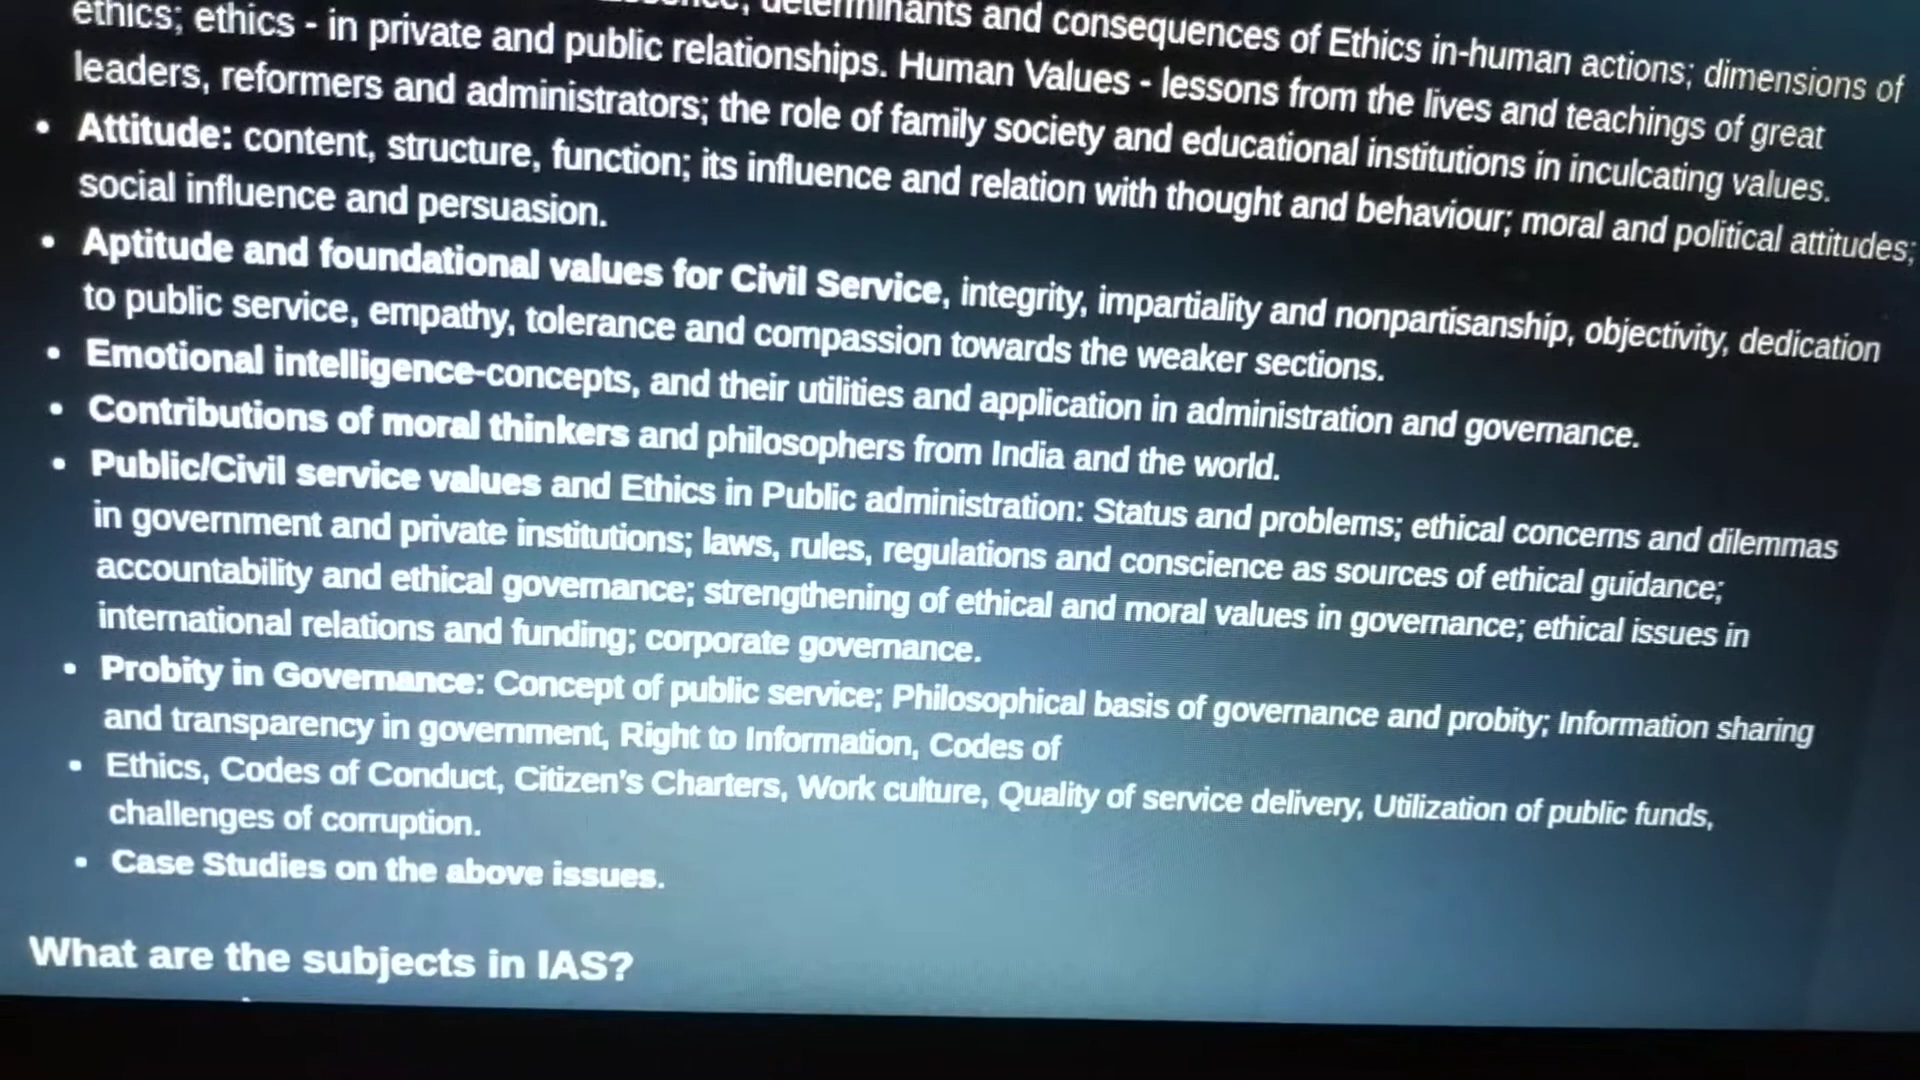 determinants and consequences of Ethics in-human actions; dimensions of
ethics; ethics - in private and public relationships. Human Values - lessons from the lives and teachings of great
leaders, reformers and administrators; the role of family society and educational institutions in inculcating values.
• Attitude: content, structure, function; its influence and relation with thought and behaviour; moral and political attitudes;
social influence and persuasion.
• Aptitude and foundational values for Civil Service, integrity, impartiality and nonpartisanship, objectivity, dedication
to public service, empathy, tolerance and compassion towards the weaker sections.
• Emotional intelligence-concepts, and their utilities and application in administration and governance.
• Contributions of moral thinkers and philosophers from India and the world.
• Public/Civil service values and Ethics in Public administration: Status and problems; ethical concerns and dilemmas
in government and private institutions; laws, rules, regulations and conscience as sources of ethical guidance;
accountability and ethical governance; strengthening of ethical and moral values in governance; ethical issues in
international relations and funding; corporate governance.
• Probity in Governance: Concept of public service; Philosophical basis of governance and probity; Information sharing
and transparency in government, Right to Information, Codes of
• Ethics, Codes of Conduct, Citizen's Charters, Work culture, Quality of service delivery, Utilization of public funds,
challenges of corruption.
• Case Studies on the above issues.
What are the subjects in IAS?